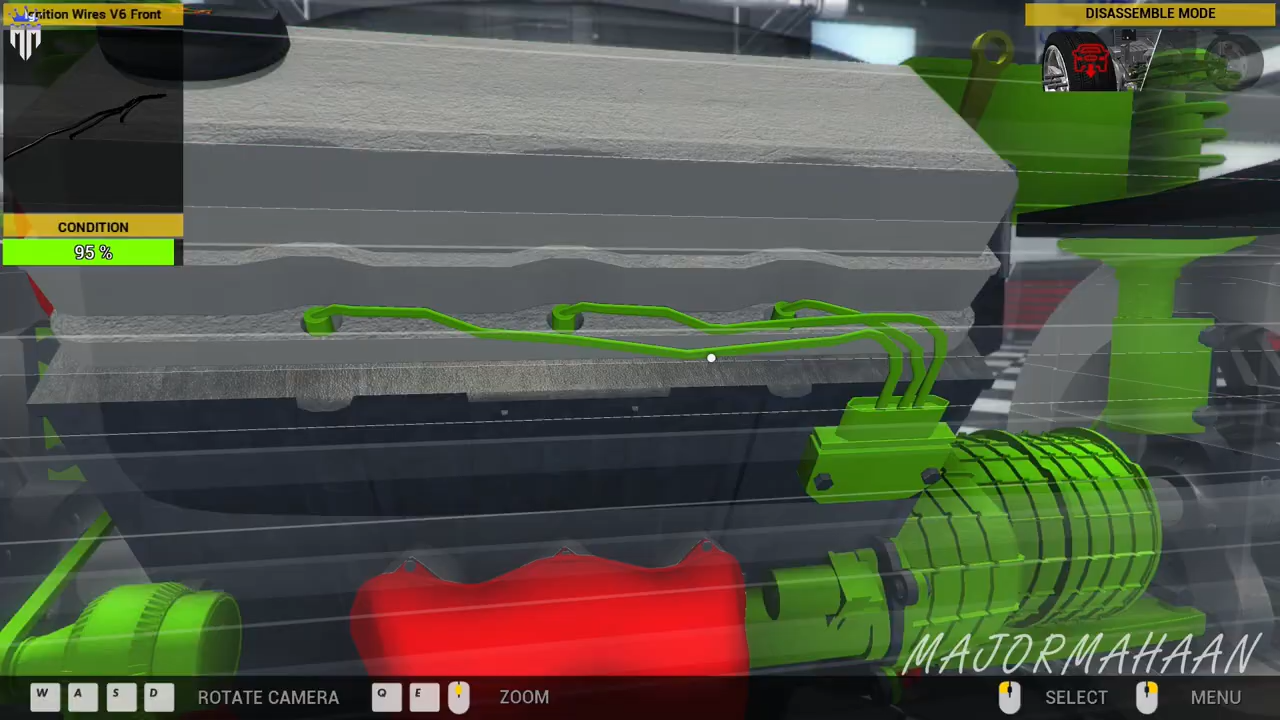 Ignition Wires V6 Front
DISASSEMBLE MODE
CONDITION
95 %
MAJORMAHAAN
W A S D ROTATE CAMERA Q E ZOOM SELECT MENU